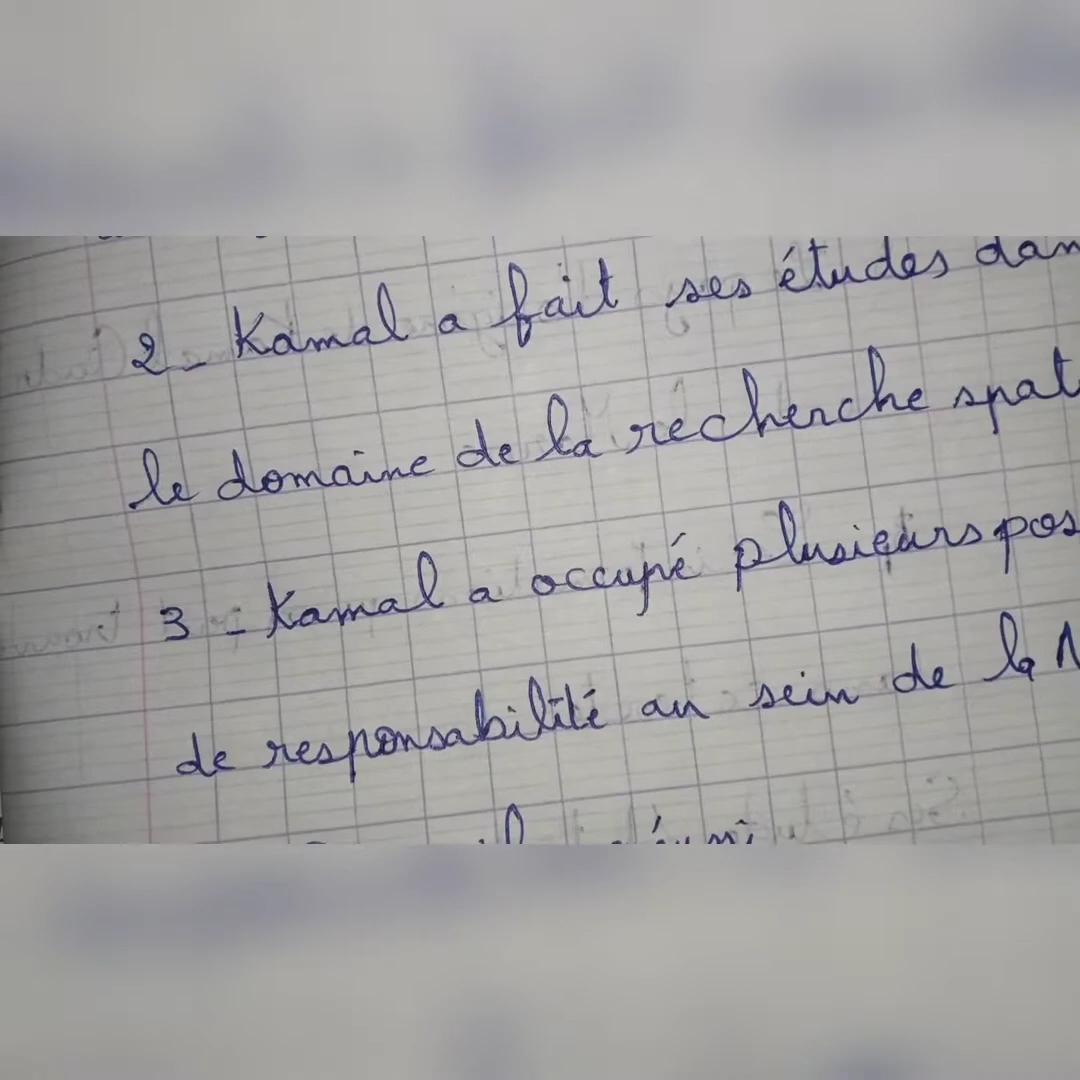 2- Kamal a fait ses études dan
le domaine de la recherche spat
3- Kamal a occupé plusieurs pos
de responsabilité au sein de la N